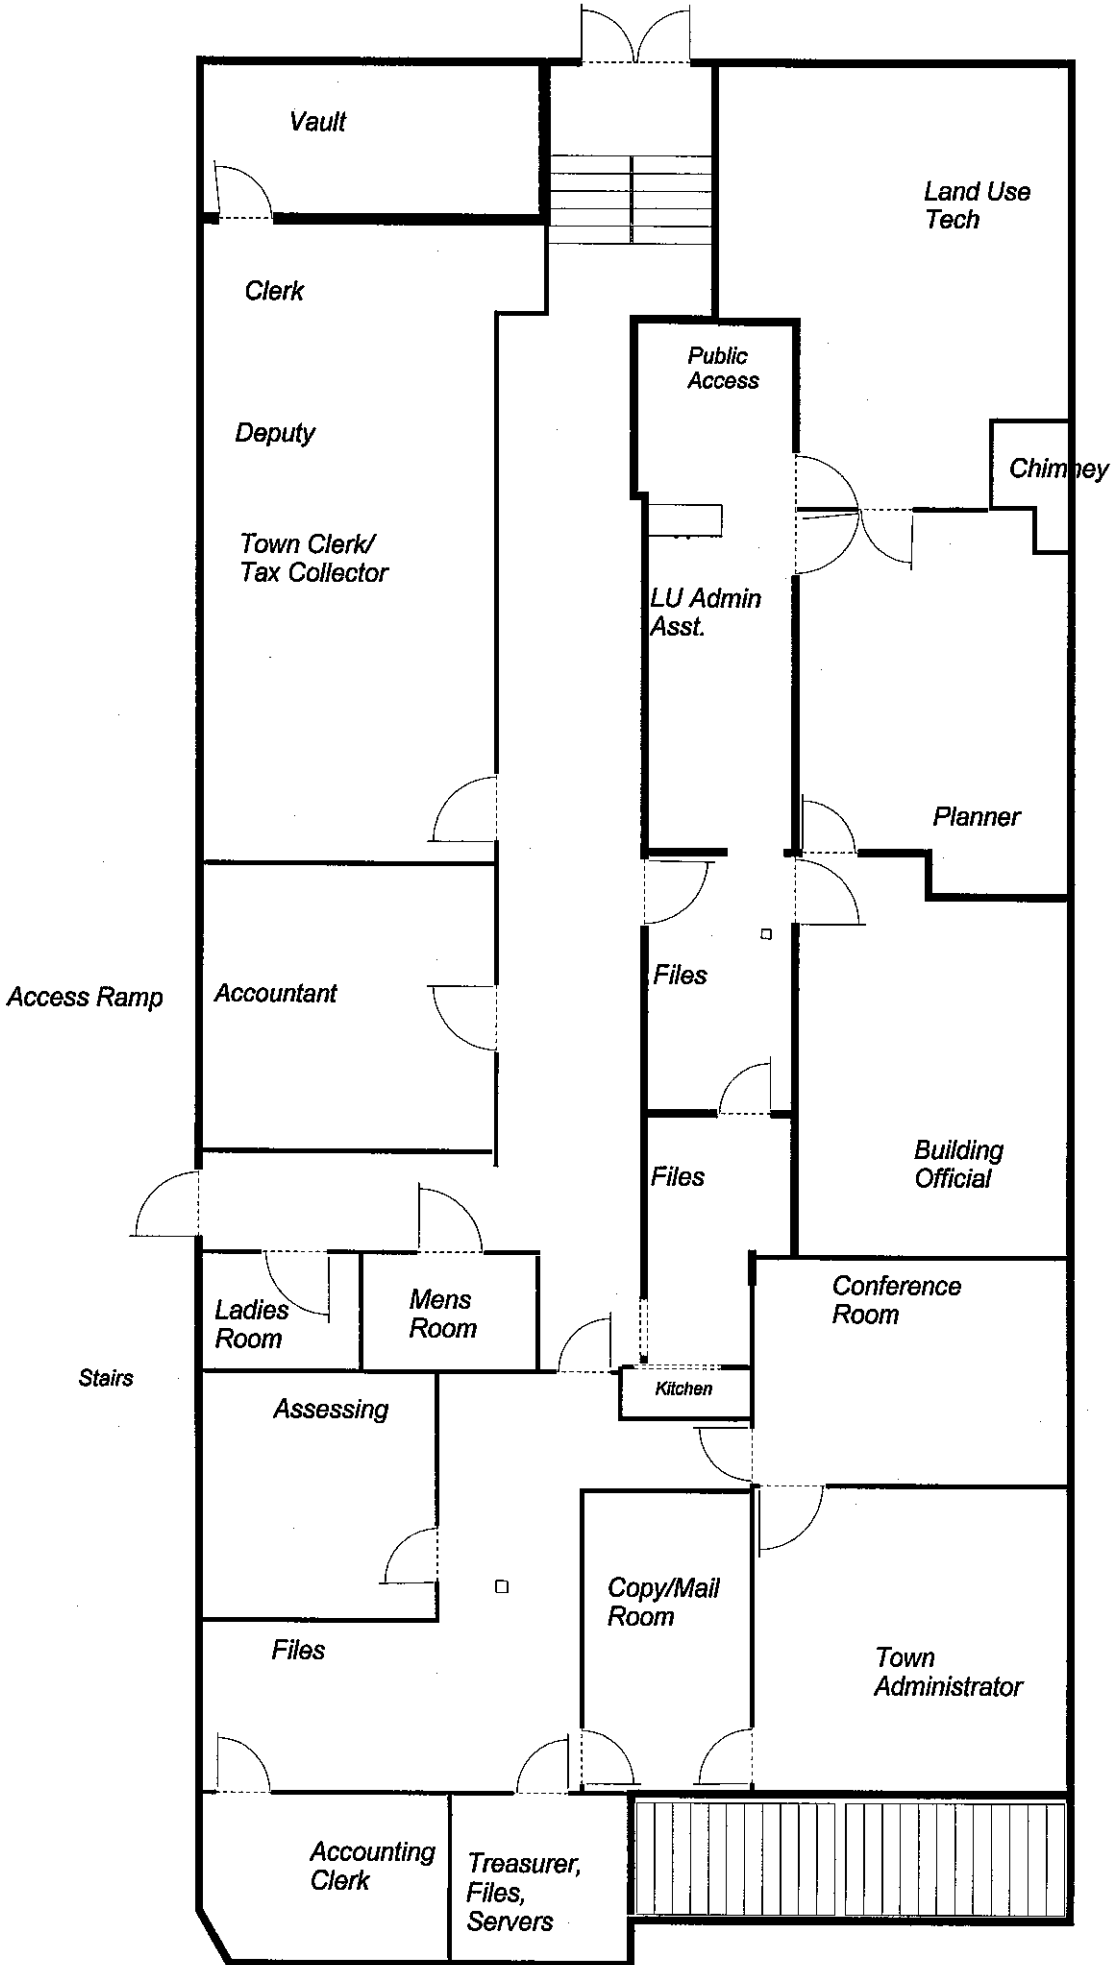 Vault
Land Use
Tech
Clerk
Public
Access
Deputy
Chimney
Town Clerk/
Tax Collector
LU Admin
Asst.
Planner
Files
Access Ramp
Accountant
Building
Official
Files
Conference
Room
Ladies
Room
Mens
Room
Stairs
Kitchen
Assessing
Copy/Mail
Room
Files
Town
Administrator
Accounting
Clerk
Treasurer,
Files,
Servers